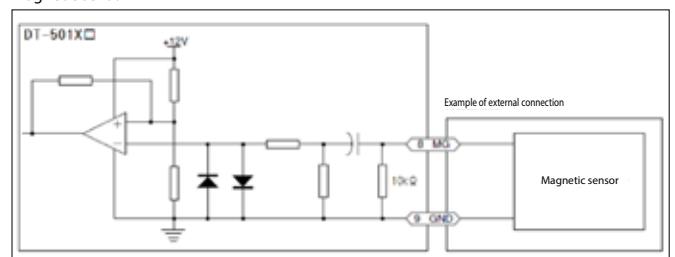 DT-501X□
+12V
Example of external connection
+
−
8 MG
Magnetic sensor
10kΩ
9 GND